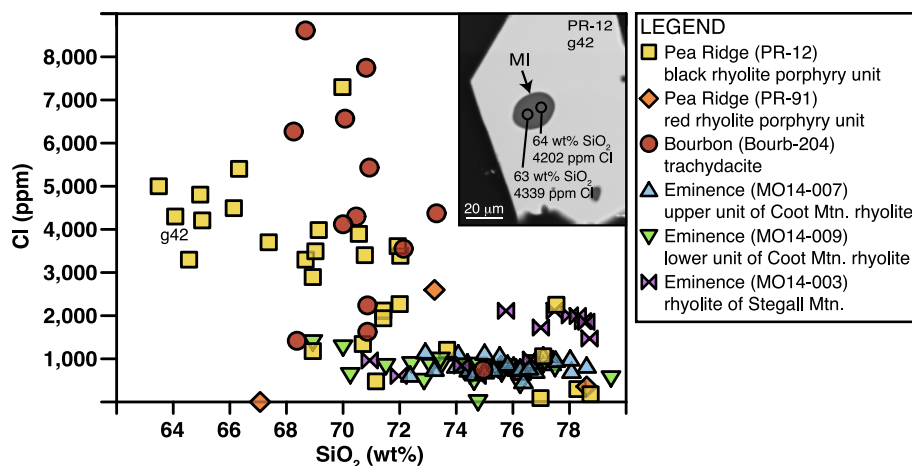 8,000
7,000
6,000
5,000
4,000
3,000
2,000
1,000
Cl (ppm)
64 66 68 70 72 74 76 78
SiO₂ (wt%)
g42
PR-12
g42
MI
64 wt% SiO₂
4202 ppm Cl
63 wt% SiO₂
4339 ppm Cl
20 μm
LEGEND
Pea Ridge (PR-12)
black rhyolite porphyry unit
Pea Ridge (PR-91)
red rhyolite porphyry unit
Bourbon (Bourb-204)
trachydacite
Eminence (MO14-007)
upper unit of Coot Mtn. rhyolite
Eminence (MO14-009)
lower unit of Coot Mtn. rhyolite
Eminence (MO14-003)
rhyolite of Stegall Mtn.